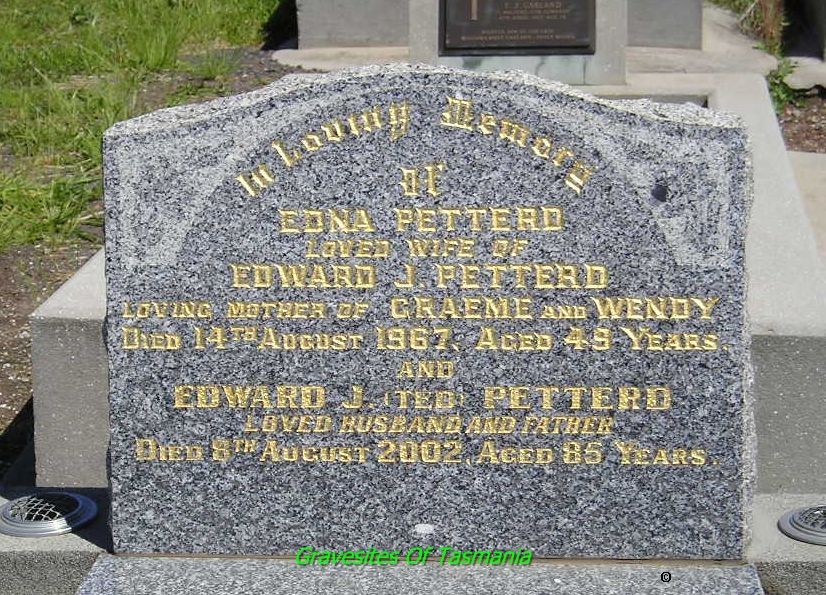 F. J. GARLAND
In Loving Memory
of
EDNA PETTERD
LOVED WIFE OF
EDWARD J. PETTERD
LOVING MOTHER OF GRAEME AND WENDY
DIED 14TH AUGUST 1967. AGED 49 YEARS.
AND
EDWARD J. (TED) PETTERD
LOVED HUSBAND AND FATHER
DIED 8TH AUGUST 2002. AGED 85 YEARS.
Gravesites Of Tasmania
©